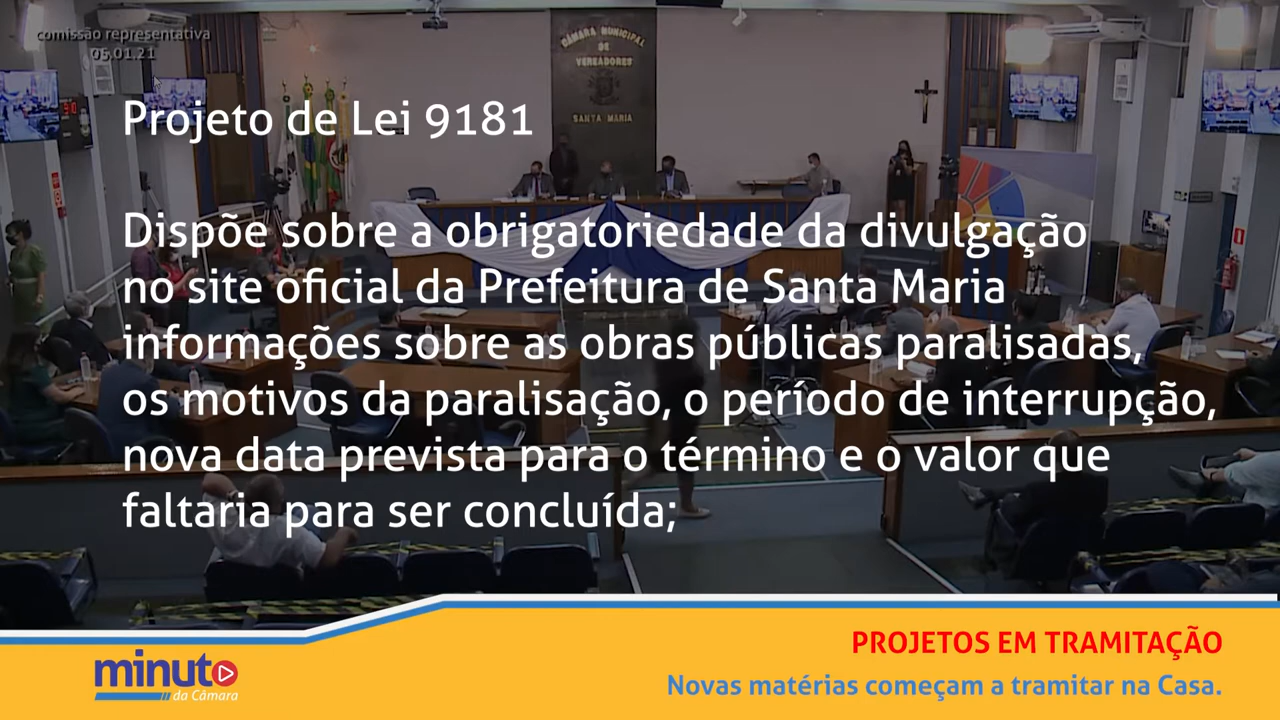 comissão representativa
05.01.21
CÂMARA MUNICIPAL
DE
VEREADORES
SANTA MARIA
Projeto de Lei 9181
Dispõe sobre a obrigatoriedade da divulgação
no site oficial da Prefeitura de Santa Maria
informações sobre as obras públicas paralisadas,
os motivos da paralisação, o período de interrupção,
nova data prevista para o término e o valor que
faltaria para ser concluída;
PROJETOS EM TRAMITAÇÃO
Novas matérias começam a tramitar na Casa.
minuto
da Câmara